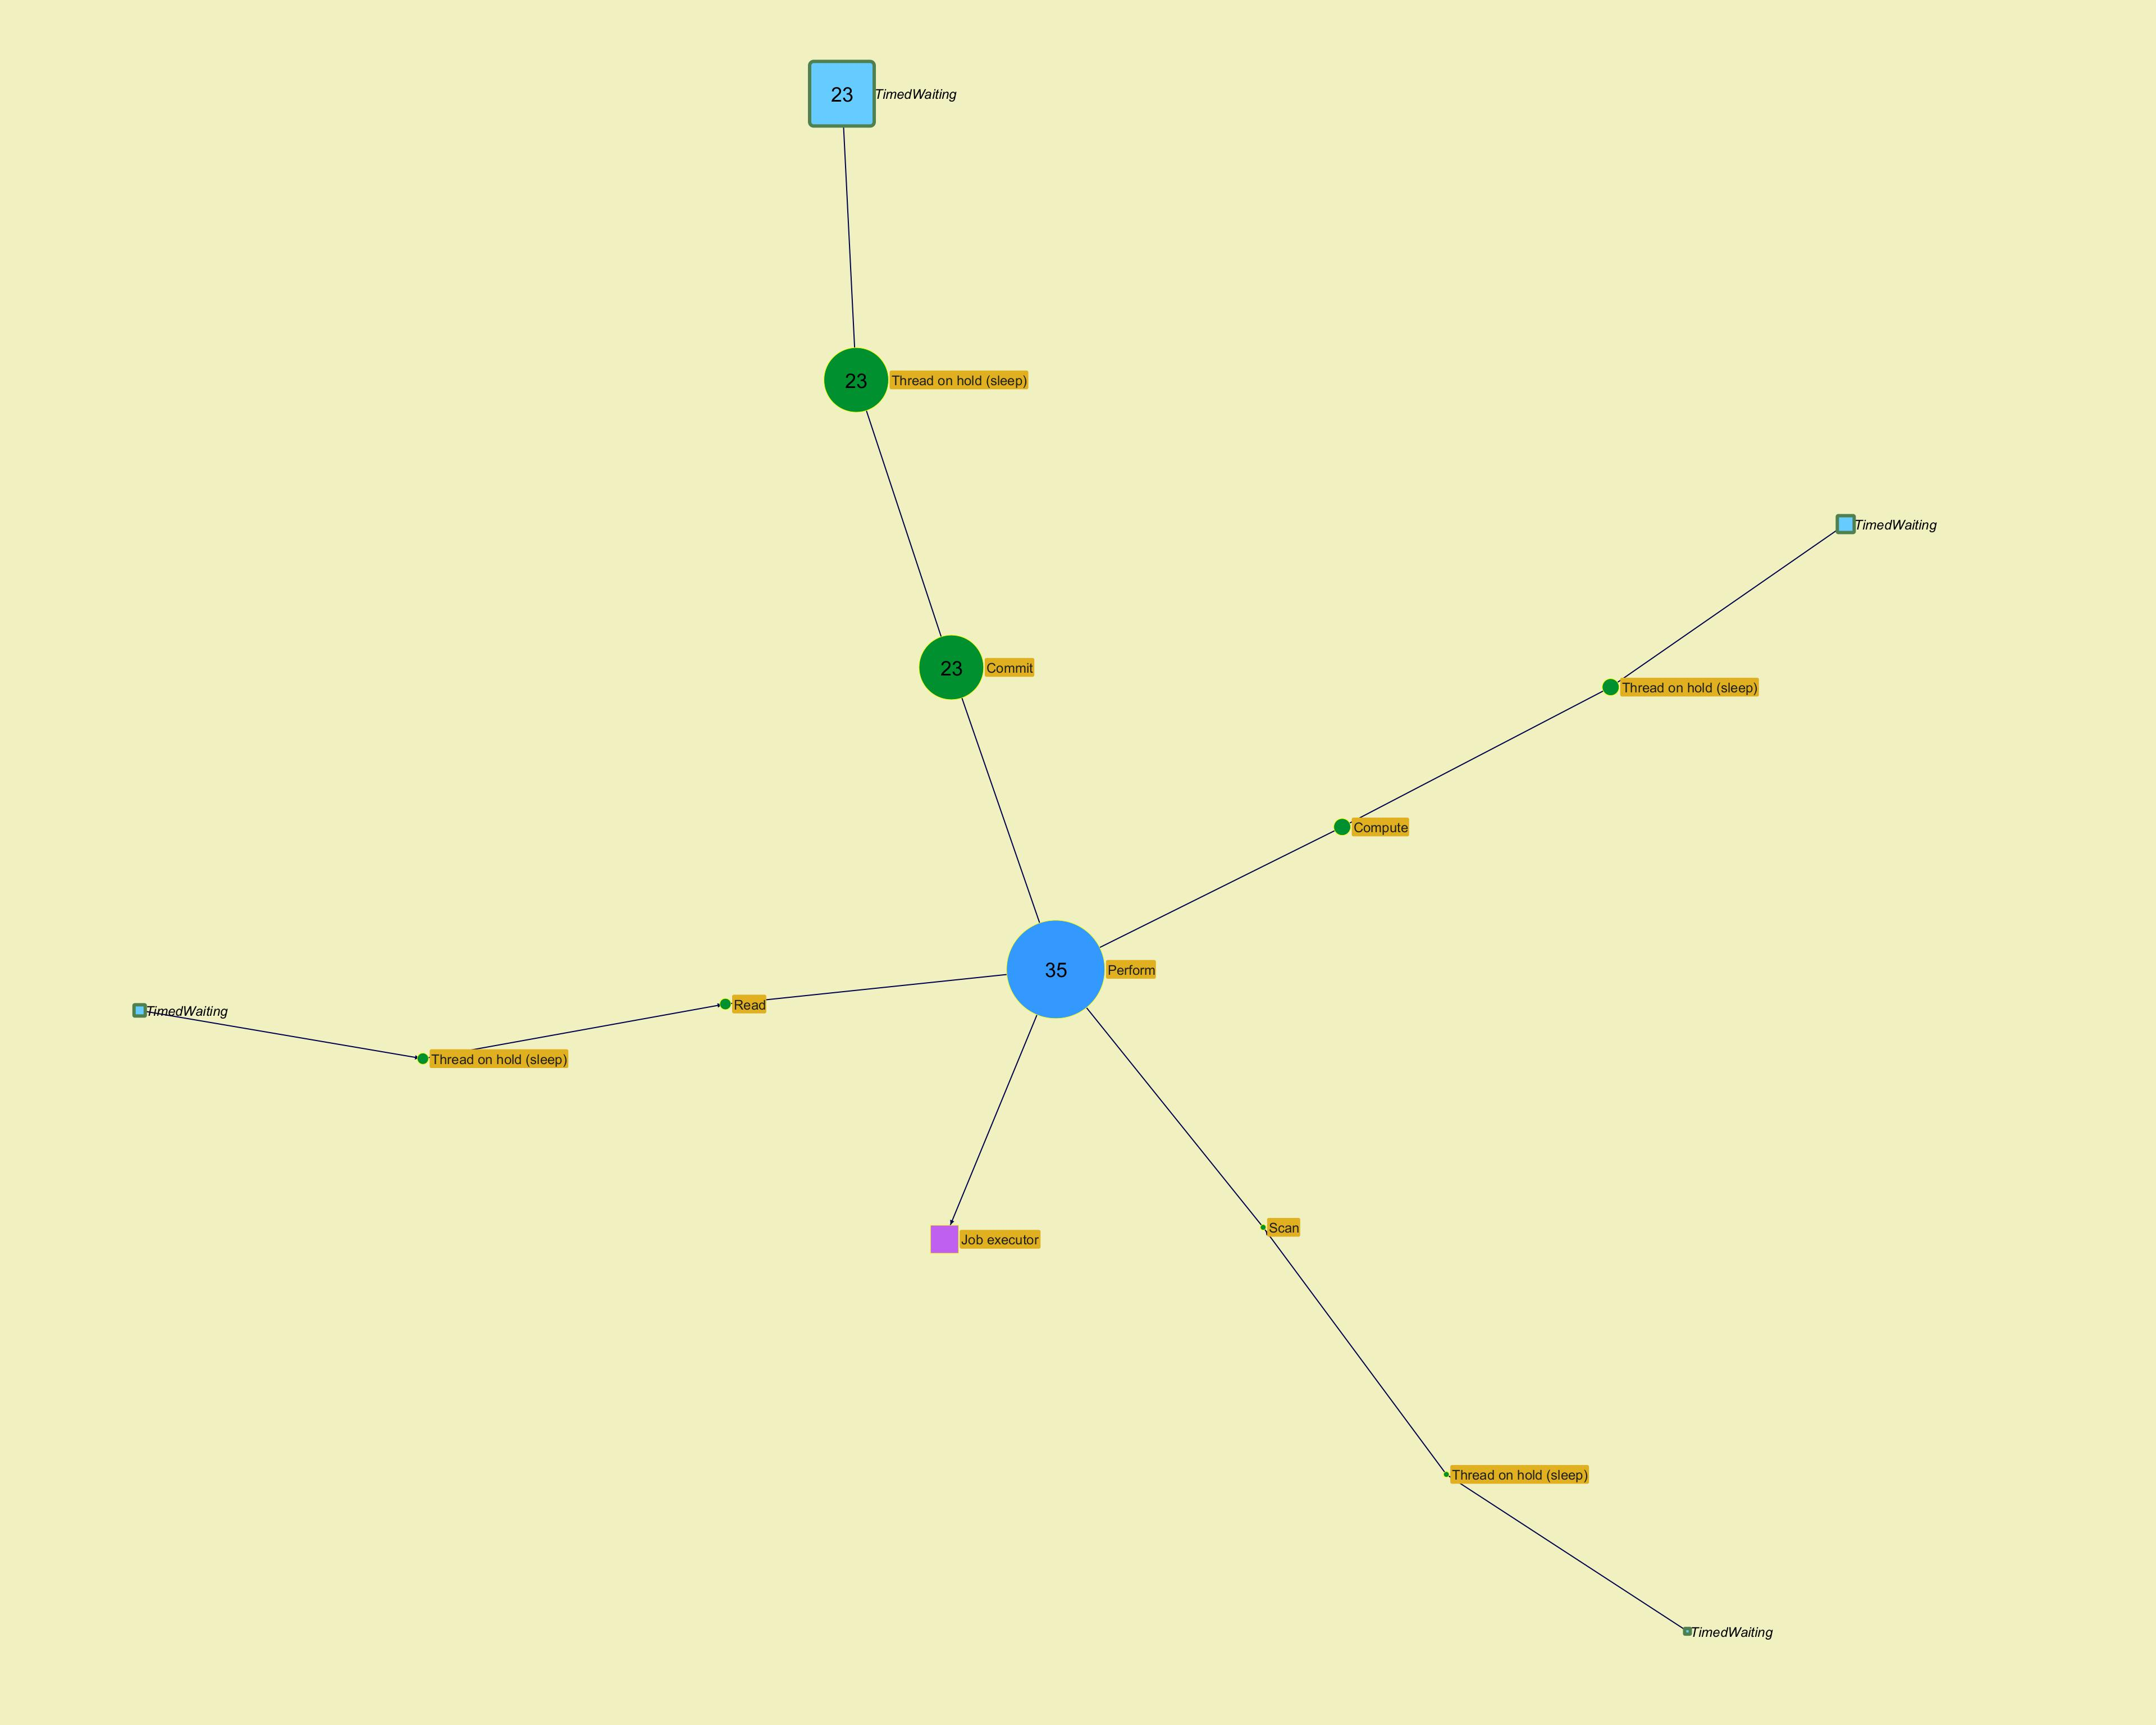 23 TimedWaiting
23 Thread on hold (sleep)
TimedWaiting
23 Commit
Thread on hold (sleep)
Compute
35 Perform
Read
TimedWaiting
Thread on hold (sleep)
Scan
Job executor
Thread on hold (sleep)
TimedWaiting